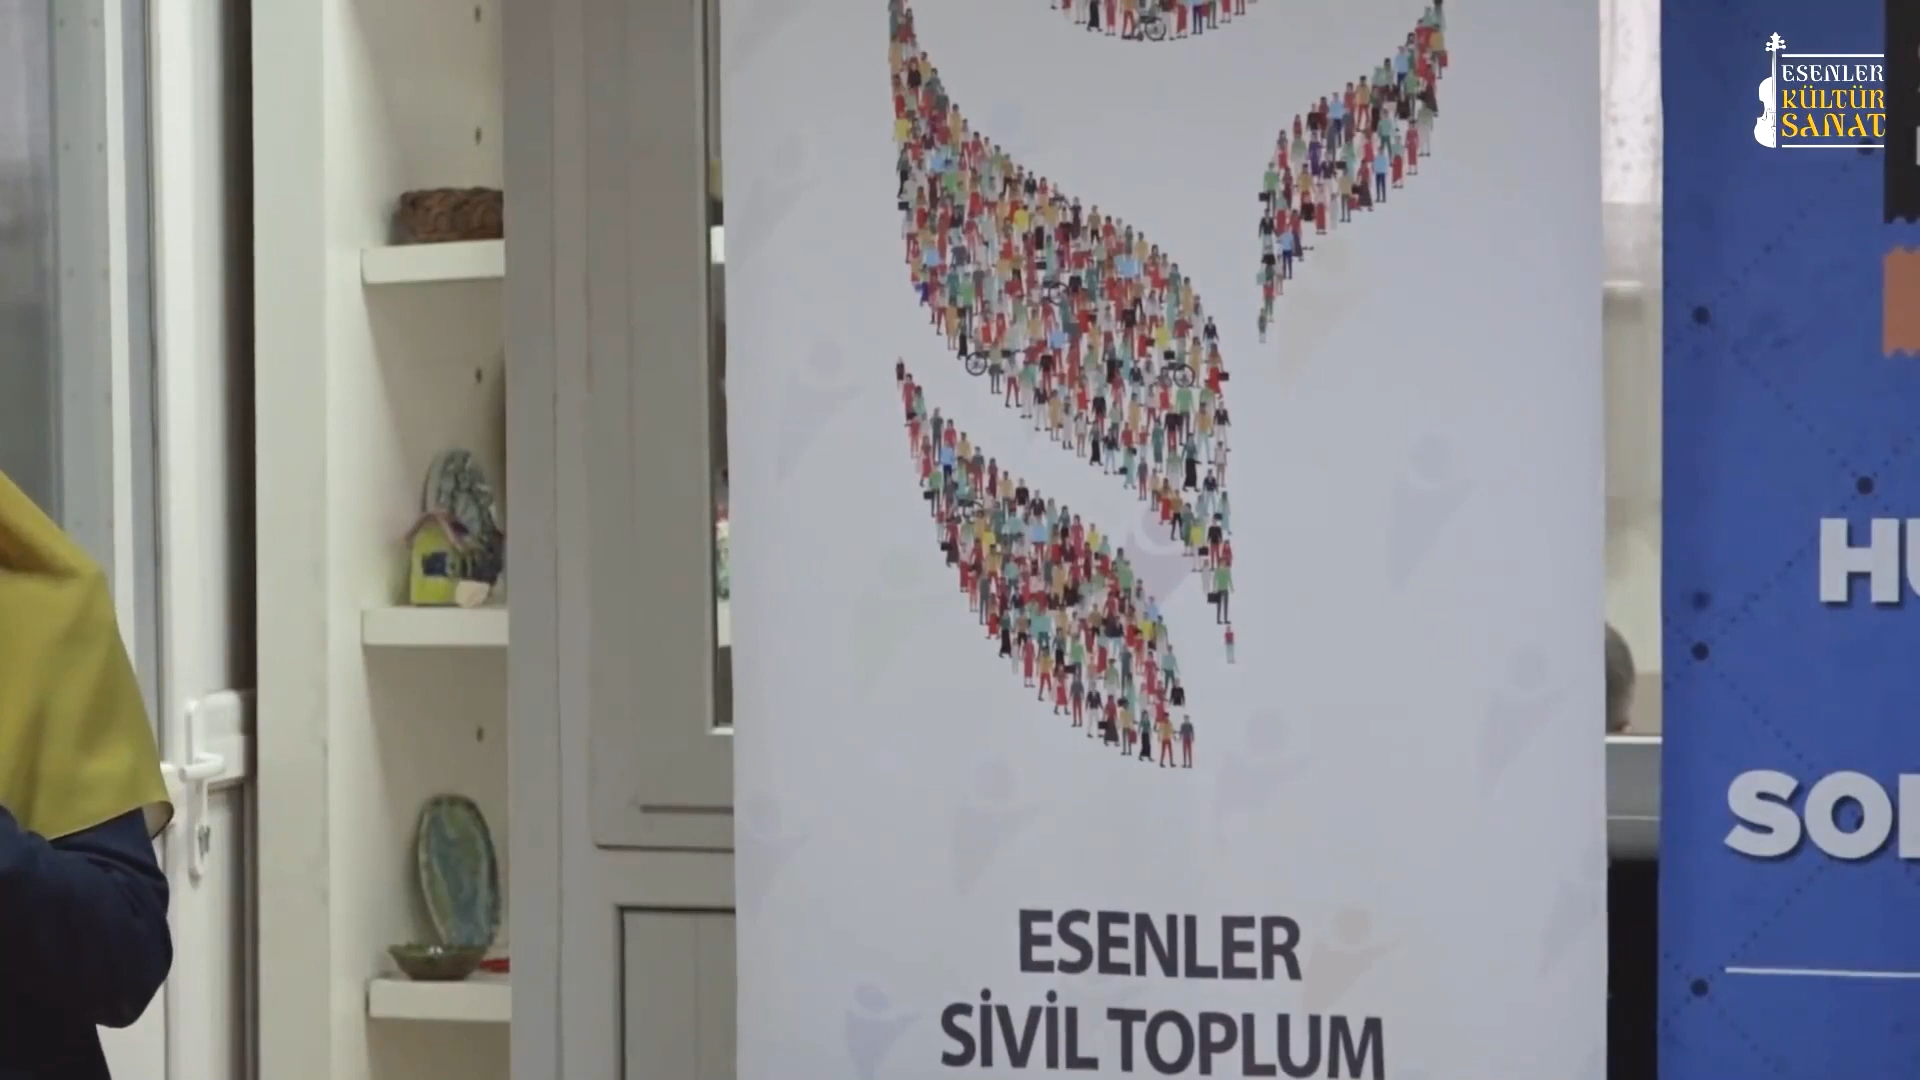 ESENLER
KÜLTÜR
SANAT
ESENLER
SİVİL TOPLUM